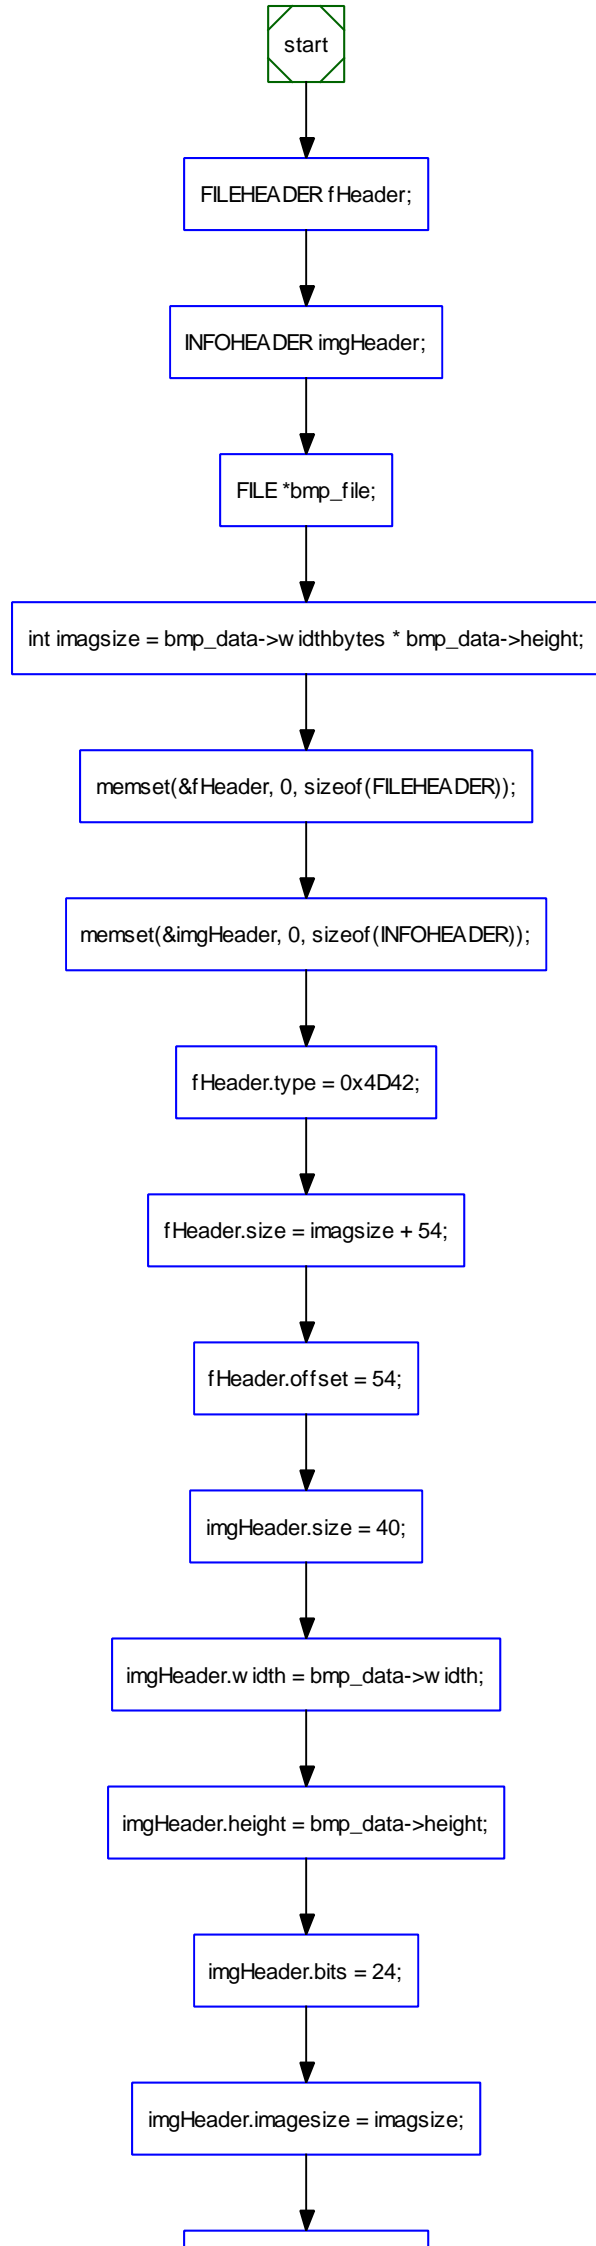 start
FILEHEADER fHeader;
INFOHEADER imgHeader;
FILE *bmp_file;
int imagsize = bmp_data->widthbytes * bmp_data->height;
memset(&fHeader, 0, sizeof(FILEHEADER));
memset(&imgHeader, 0, sizeof(INFOHEADER));
fHeader.type = 0x4D42;
fHeader.size = imagsize + 54;
fHeader.offset = 54;
imgHeader.size = 40;
imgHeader.width = bmp_data->width;
imgHeader.height = bmp_data->height;
imgHeader.bits = 24;
imgHeader.imagesize = imagsize;